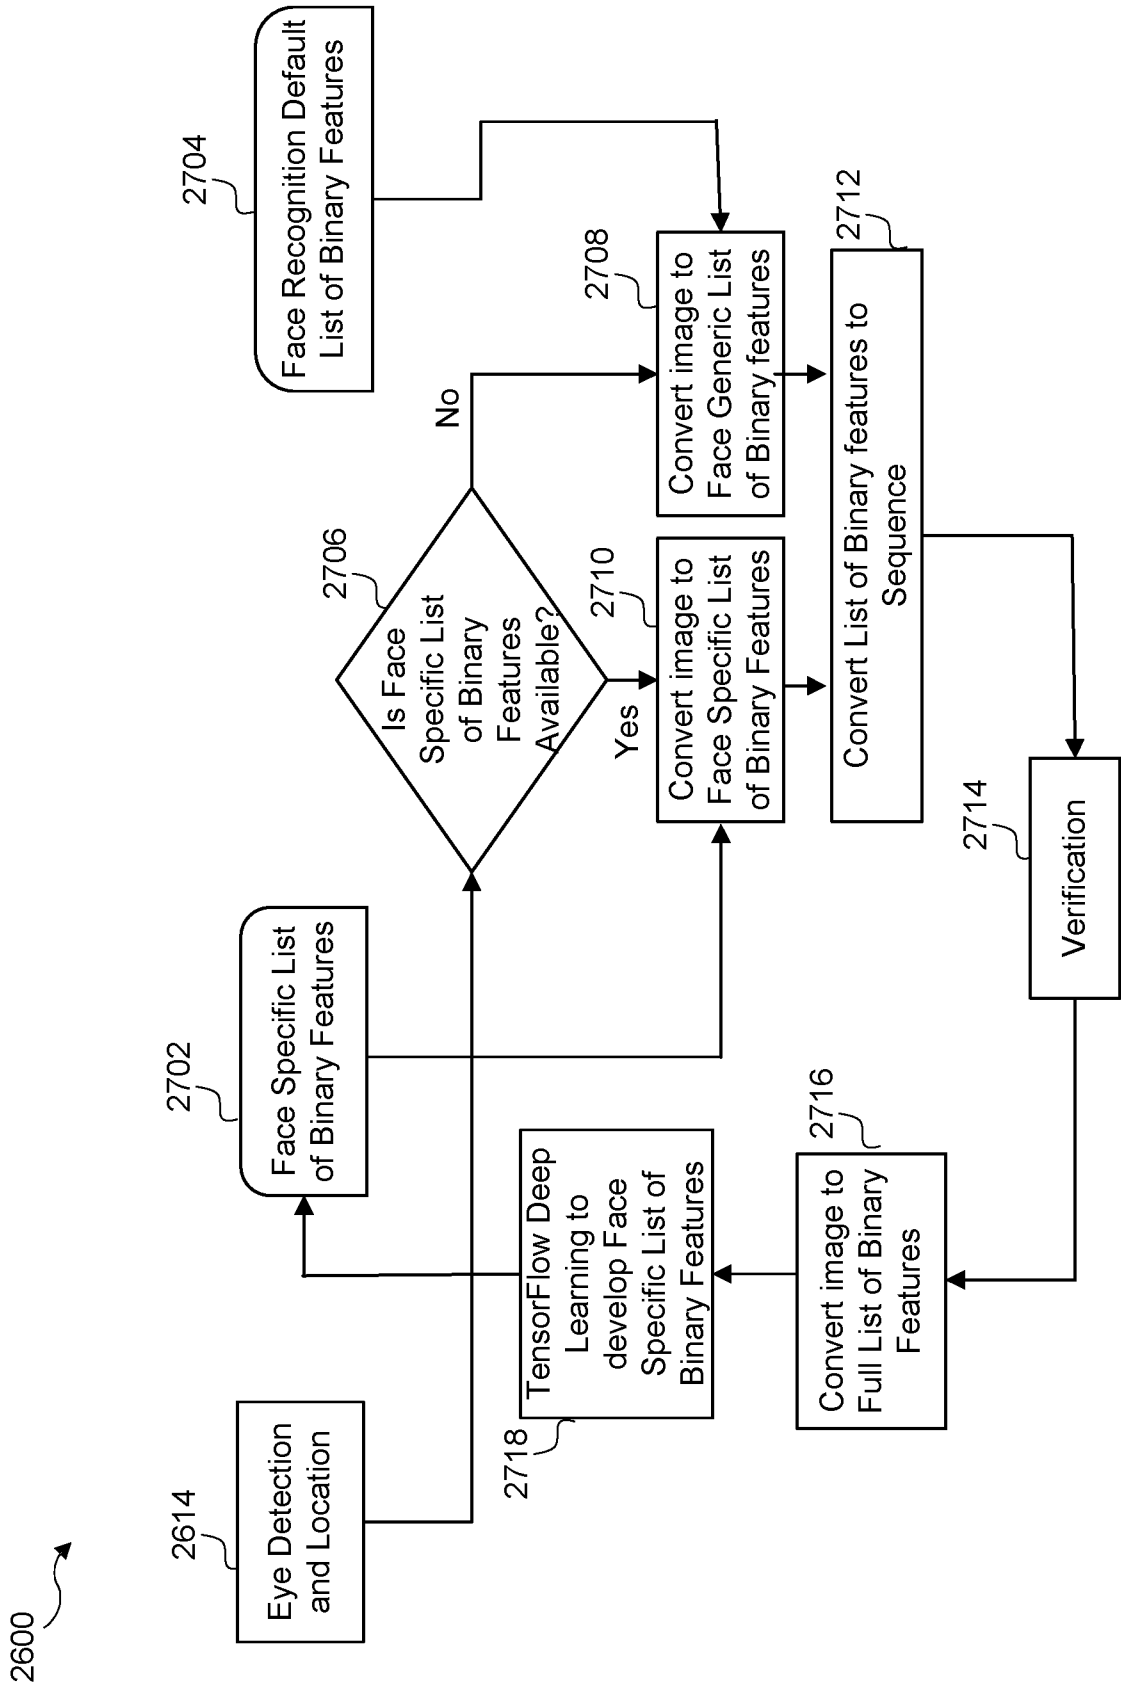 2600
2614
Eye Detection
and Location
2702
Face Specific List
of Binary Features
2704
Face Recognition Default
List of Binary Features
2706
Is Face
Specific List
of Binary
Features
Available?
No
Yes
2718
TensorFlow Deep
Learning to
develop Face
Specific List of
Binary Features
2710
Convert image to
Face Specific List
of Binary Features
2708
Convert image to
Face Generic List
of Binary features
2716
Convert image to
Full List of Binary
Features
2712
Convert List of Binary features to
Sequence
2714
Verification